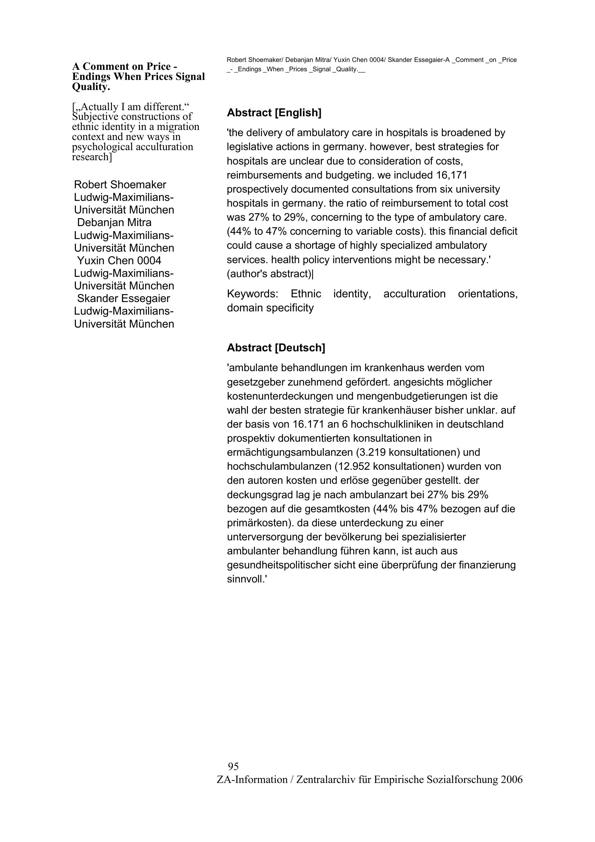 A Comment on Price -
Endings When Prices Signal
Quality.
[„Actually I am different.“
Subjective constructions of
ethnic identity in a migration
context and new ways in
psychological acculturation
research]
Robert Shoemaker
Ludwig-Maximilians-
Universität München
Debanjan Mitra
Ludwig-Maximilians-
Universität München
Yuxin Chen 0004
Ludwig-Maximilians-
Universität München
Skander Essegaier
Ludwig-Maximilians-
Universität München
Robert Shoemaker/ Debanjan Mitra/ Yuxin Chen 0004/ Skander Essegaier-A _Comment _on _Price
_- _Endings _When _Prices _Signal _Quality.__
Abstract [English]
'the delivery of ambulatory care in hospitals is broadened by
legislative actions in germany. however, best strategies for
hospitals are unclear due to consideration of costs,
reimbursements and budgeting. we included 16,171
prospectively documented consultations from six university
hospitals in germany. the ratio of reimbursement to total cost
was 27% to 29%, concerning to the type of ambulatory care.
(44% to 47% concerning to variable costs). this financial deficit
could cause a shortage of highly specialized ambulatory
services. health policy interventions might be necessary.'
(author's abstract)|
Keywords: Ethnic identity, acculturation orientations,
domain specificity
Abstract [Deutsch]
'ambulante behandlungen im krankenhaus werden vom
gesetzgeber zunehmend gefördert. angesichts möglicher
kostenunterdeckungen und mengenbudgetierungen ist die
wahl der besten strategie für krankenhäuser bisher unklar. auf
der basis von 16.171 an 6 hochschulkliniken in deutschland
prospektiv dokumentierten konsultationen in
ermächtigungsambulanzen (3.219 konsultationen) und
hochschulambulanzen (12.952 konsultationen) wurden von
den autoren kosten und erlöse gegenüber gestellt. der
deckungsgrad lag je nach ambulanzart bei 27% bis 29%
bezogen auf die gesamtkosten (44% bis 47% bezogen auf die
primärkosten). da diese unterdeckung zu einer
unterversorgung der bevölkerung bei spezialisierter
ambulanter behandlung führen kann, ist auch aus
gesundheitspolitischer sicht eine überprüfung der finanzierung
sinnvoll.'
95
ZA-Information / Zentralarchiv für Empirische Sozialforschung 2006